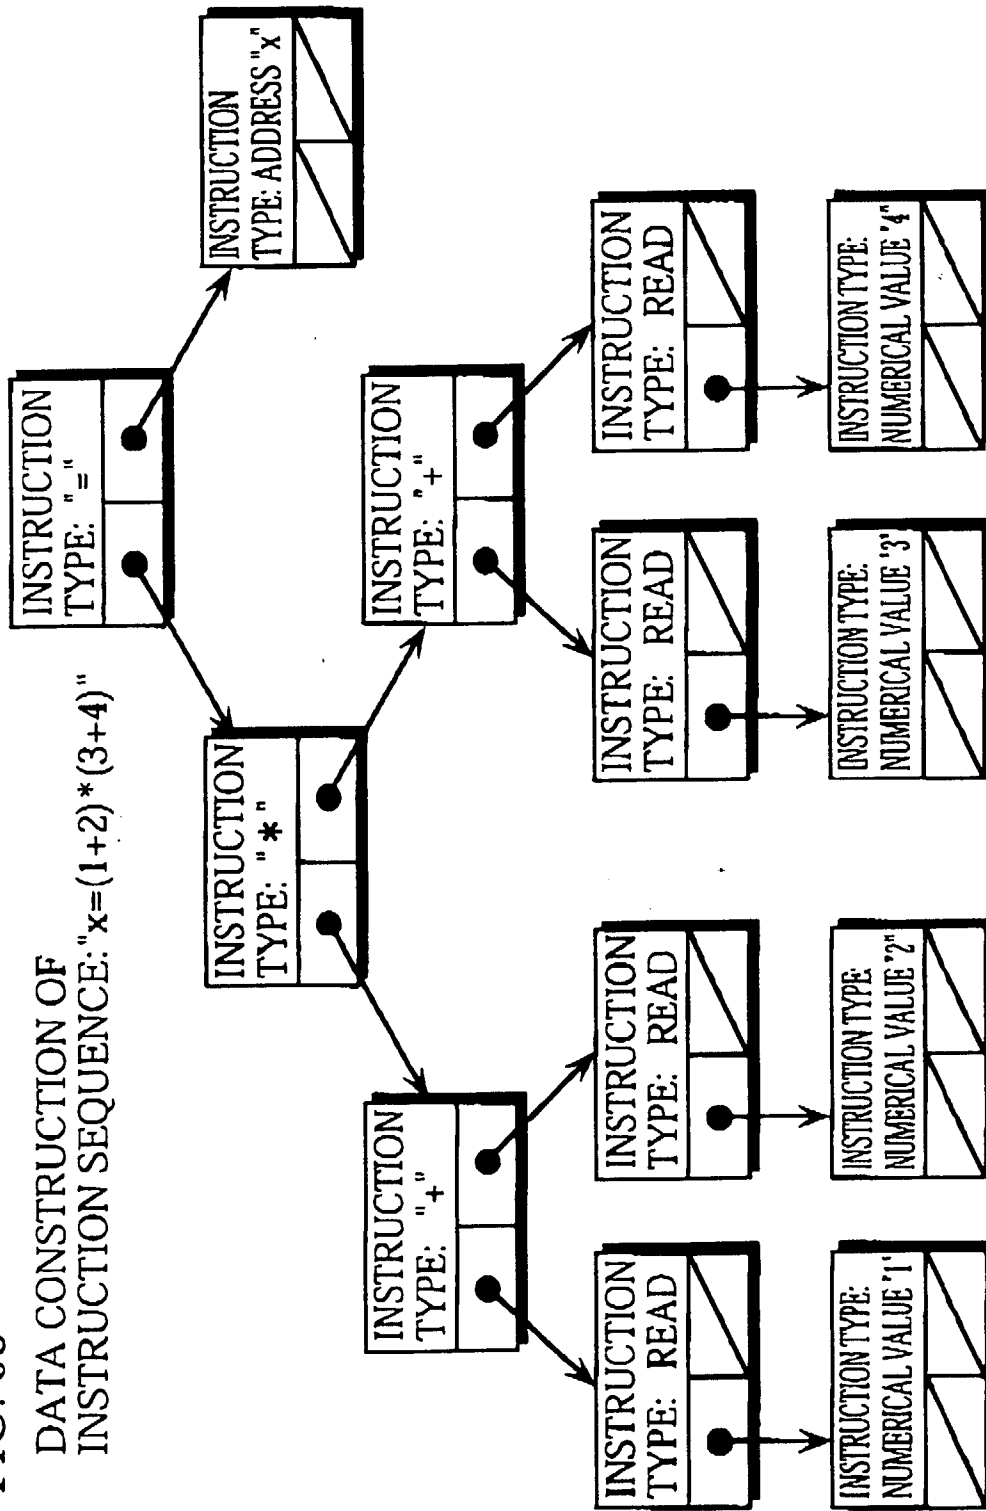 DATA CONSTRUCTION OF
INSTRUCTION SEQUENCE: "x=(1+2)*(3+4)"
INSTRUCTION
TYPE: "="
INSTRUCTION
TYPE: "*"
INSTRUCTION
TYPE: ADDRESS "x"
INSTRUCTION
TYPE: "+"
INSTRUCTION
TYPE: "+"
INSTRUCTION
TYPE: READ
INSTRUCTION
TYPE: READ
INSTRUCTION
TYPE: READ
INSTRUCTION
TYPE: READ
INSTRUCTION TYPE:
NUMERICAL VALUE '1'
INSTRUCTION TYPE:
NUMERICAL VALUE "2"
INSTRUCTION TYPE:
NUMERICAL VALUE '3'
INSTRUCTION TYPE:
NUMERICAL VALUE "4"